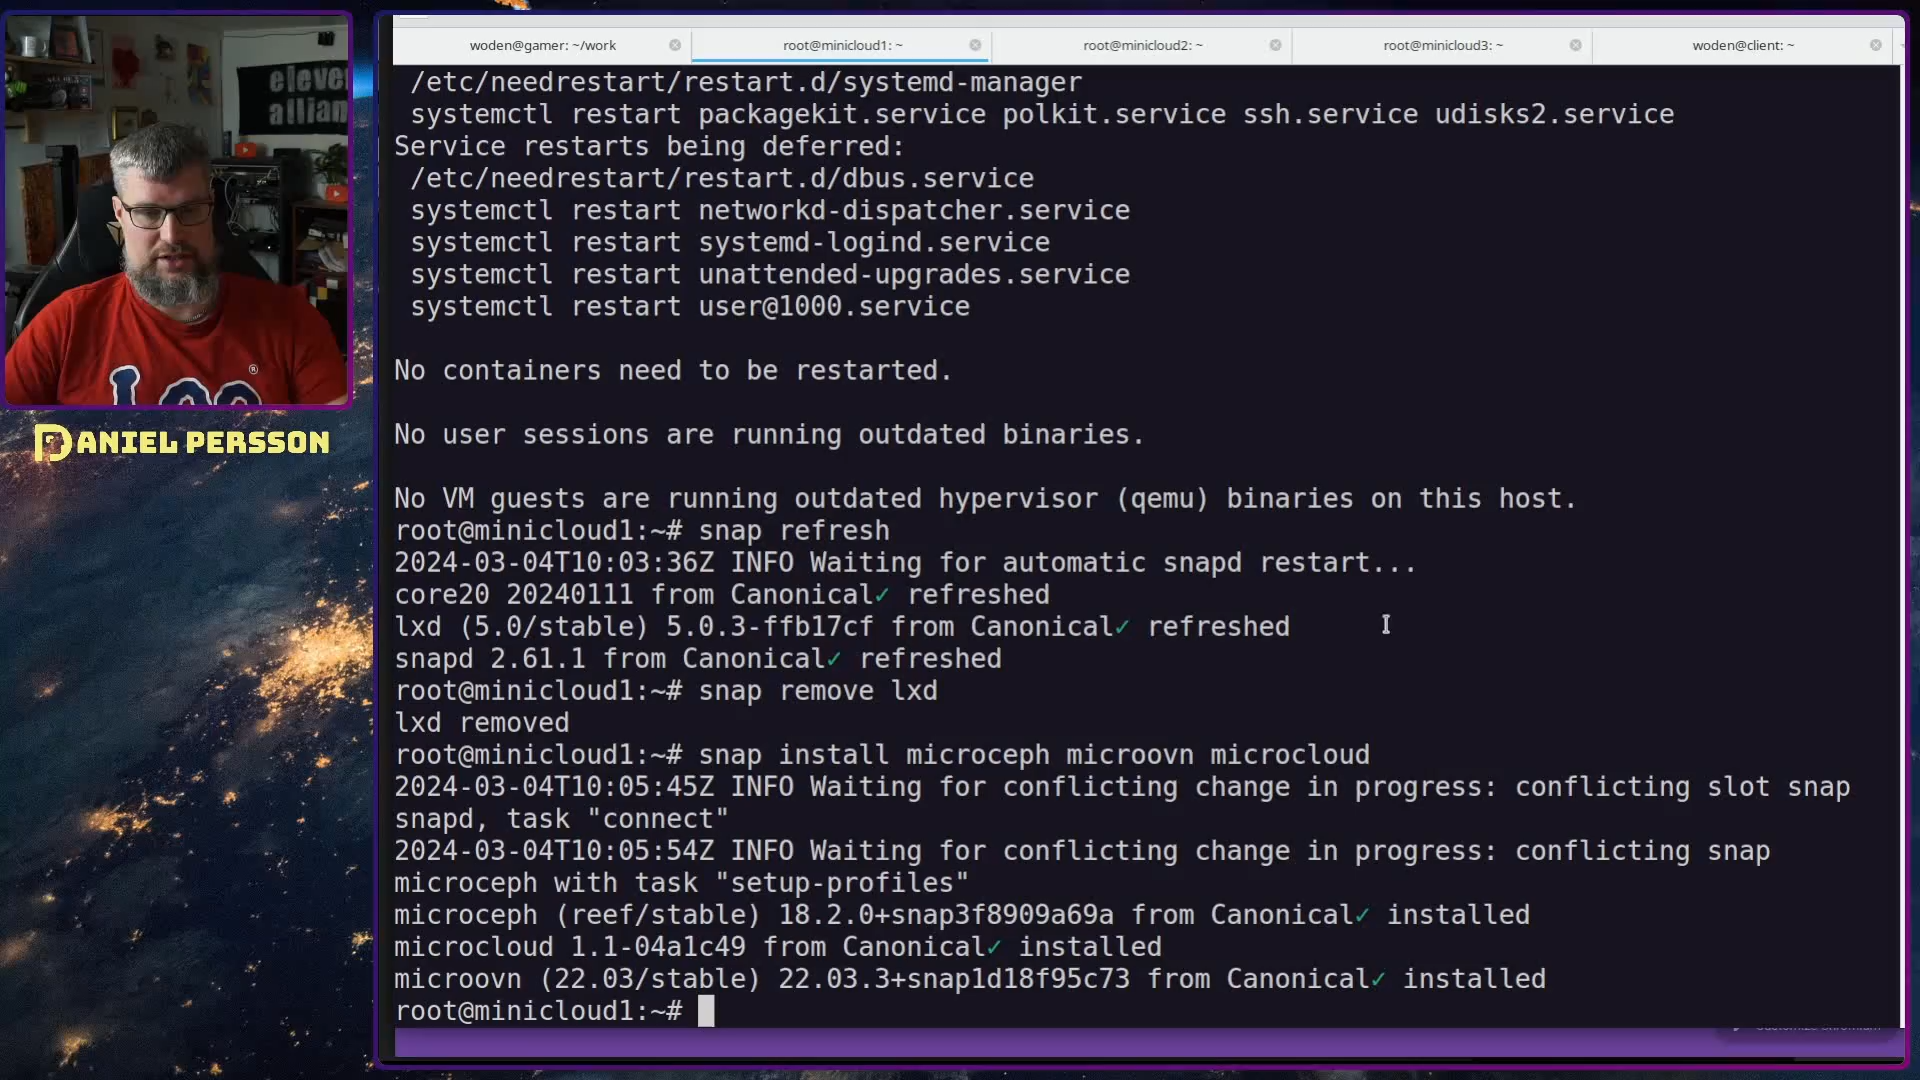 woden@gamer: ~/work
root@minicloud1: ~
root@minicloud2: ~
root@minicloud3: ~
woden@client: ~
/etc/needrestart/restart.d/systemd-manager
systemctl restart packagekit.service polkit.service ssh.service udisks2.service
Service restarts being deferred:
/etc/needrestart/restart.d/dbus.service
systemctl restart networkd-dispatcher.service
systemctl restart systemd-logind.service
systemctl restart unattended-upgrades.service
systemctl restart user@1000.service
No containers need to be restarted.
No user sessions are running outdated binaries.
No VM guests are running outdated hypervisor (qemu) binaries on this host.
root@minicloud1:~# snap refresh
2024-03-04T10:03:36Z INFO Waiting for automatic snapd restart...
core20 20240111 from Canonical✓ refreshed
lxd (5.0/stable) 5.0.3-ffb17cf from Canonical✓ refreshed
snapd 2.61.1 from Canonical✓ refreshed
root@minicloud1:~# snap remove lxd
lxd removed
root@minicloud1:~# snap install microceph microovn microcloud
2024-03-04T10:05:45Z INFO Waiting for conflicting change in progress: conflicting slot snap
snapd, task "connect"
2024-03-04T10:05:54Z INFO Waiting for conflicting change in progress: conflicting snap
microceph with task "setup-profiles"
microceph (reef/stable) 18.2.0+snap3f8909a69a from Canonical✓ installed
microcloud 1.1-04a1c49 from Canonical✓ installed
microovn (22.03/stable) 22.03.3+snap1d18f95c73 from Canonical✓ installed
root@minicloud1:~#
DANIEL PERSSON